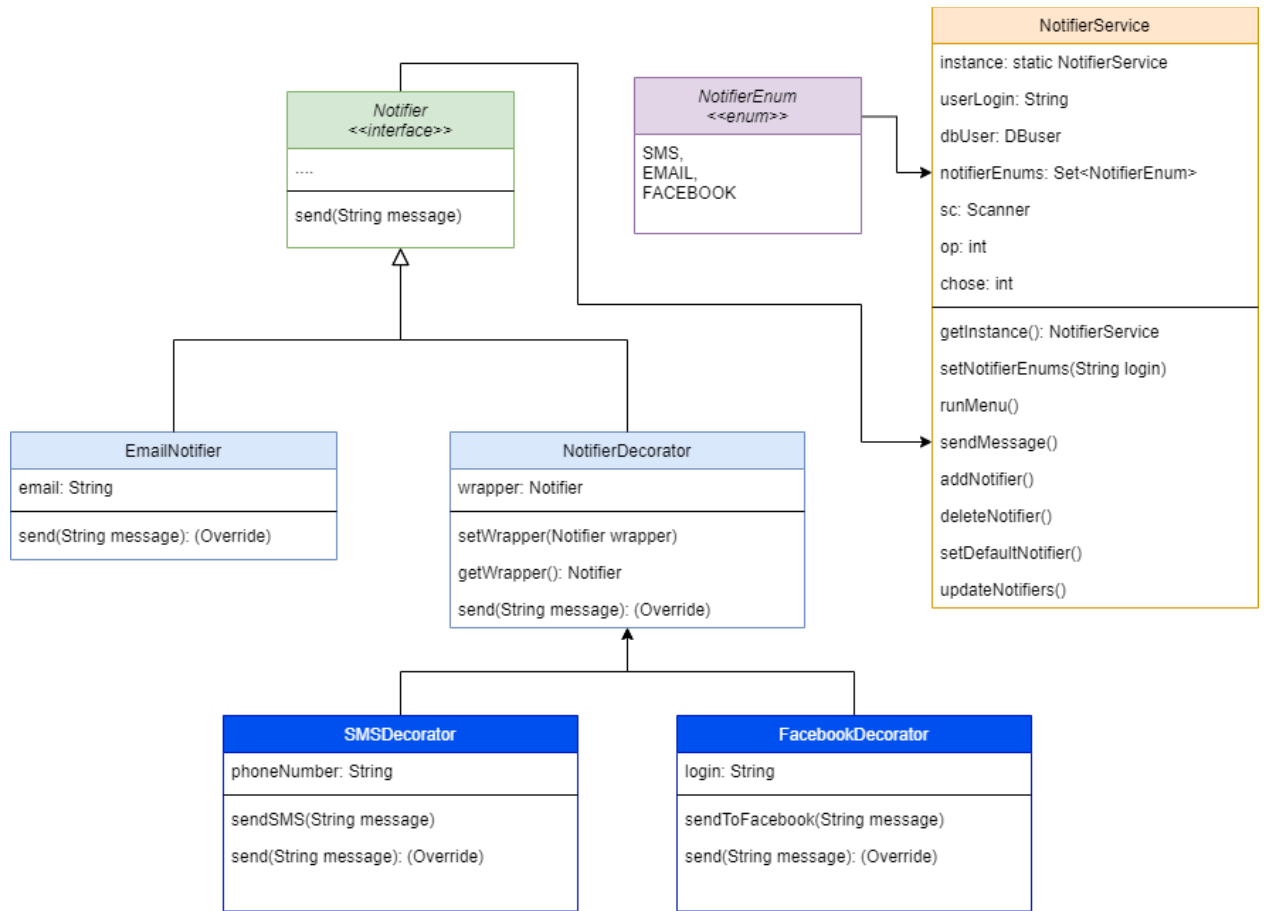 Notifier
<<interface>>
....
send(String message)
NotifierEnum
<<enum>>
SMS,
EMAIL,
FACEBOOK
NotifierService
instance: static NotifierService
userLogin: String
dbUser: DBuser
notifierEnums: Set<NotifierEnum>
sc: Scanner
op: int
chose: int
getInstance(): NotifierService
setNotifierEnums(String login)
runMenu()
sendMessage()
addNotifier()
deleteNotifier()
setDefaultNotifier()
updateNotifiers()
EmailNotifier
email: String
send(String message): (Override)
NotifierDecorator
wrapper: Notifier
setWrapper(Notifier wrapper)
getWrapper(): Notifier
send(String message): (Override)
SMSDecorator
phoneNumber: String
sendSMS(String message)
send(String message): (Override)
FacebookDecorator
login: String
sendToFacebook(String message)
send(String message): (Override)